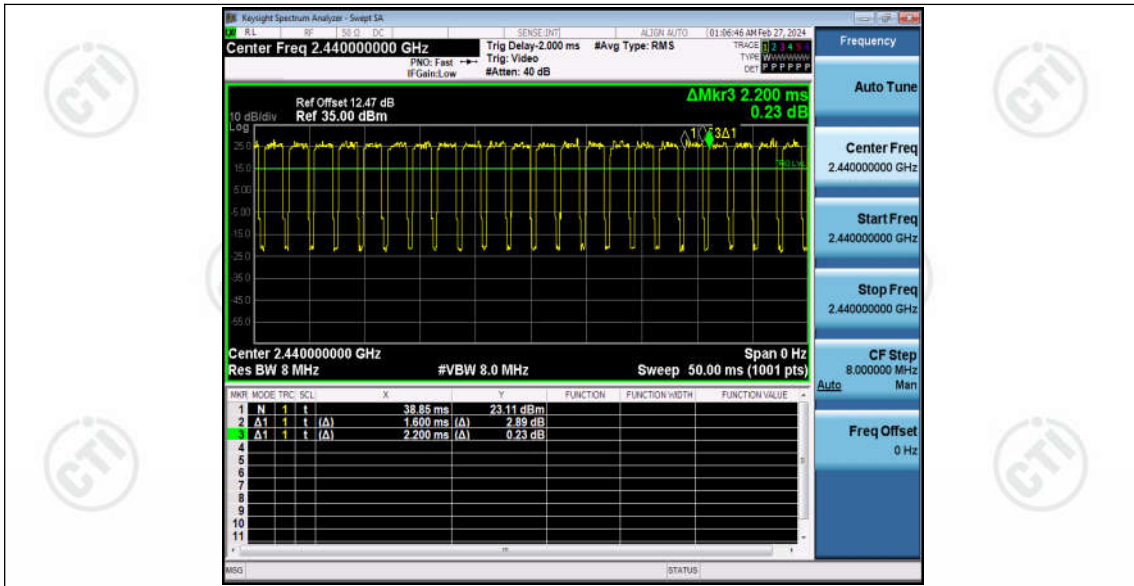 Keysight Spectrum Analyzer - Swept SA
RL RF 50 Ω DC SENSE:INT ALIGN AUTO 01:06:46 AM Feb 27, 2024
Center Freq 2.440000000 GHz
PNO: Fast
IFGain:Low
Trig Delay-2.000 ms
Trig: Video
#Atten: 40 dB
#Avg Type: RMS
TRACE 1 2 3 4 5 6
TYPE WWWWWW
DET P P P P P P
Ref Offset 12.47 dB
10 dB/div Ref 35.00 dBm
Log
ΔMkr3 2.200 ms
0.23 dB
25.0
15.0
5.00
-5.00
-15.0
-25.0
-35.0
-45.0
-55.0
3Δ1
TRIG LVL
Center 2.440000000 GHz Span 0 Hz
Res BW 8 MHz #VBW 8.0 MHz Sweep 50.00 ms (1001 pts)
MKR MODE TRC SCL X Y FUNCTION FUNCTION WIDTH FUNCTION VALUE
1 N 1 t 38.85 ms 23.11 dBm
2 Δ1 1 t (Δ) 1.600 ms (Δ) 2.89 dB
3 Δ1 1 t (Δ) 2.200 ms (Δ) 0.23 dB
4
5
6
7
8
9
10
11
MSG STATUS
Frequency
Auto Tune
Center Freq
2.440000000 GHz
Start Freq
2.440000000 GHz
Stop Freq
2.440000000 GHz
CF Step
8.000000 MHz
Auto Man
Freq Offset
0 Hz
CTI
CTI
CTI
CTI